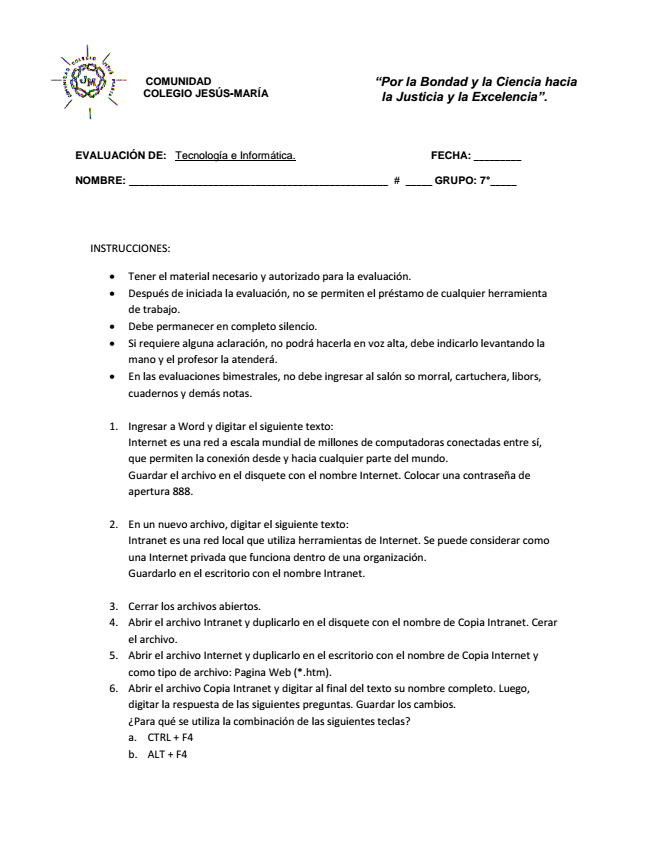 COMUNIDAD
COLEGIO JESÚS-MARÍA
“Por la Bondad y la Ciencia hacia
la Justicia y la Excelencia”.
EVALUACIÓN DE: Tecnología e Informática. FECHA: _________
NOMBRE: _______________________________________________ # _____ GRUPO: 7°_____
INSTRUCCIONES:
• Tener el material necesario y autorizado para la evaluación.
• Después de iniciada la evaluación, no se permiten el préstamo de cualquier herramienta
de trabajo.
• Debe permanecer en completo silencio.
• Si requiere alguna aclaración, no podrá hacerla en voz alta, debe indicarlo levantando la
mano y el profesor la atenderá.
• En las evaluaciones bimestrales, no debe ingresar al salón so morral, cartuchera, libors,
cuadernos y demás notas.
1. Ingresar a Word y digitar el siguiente texto:
Internet es una red a escala mundial de millones de computadoras conectadas entre sí,
que permiten la conexión desde y hacia cualquier parte del mundo.
Guardar el archivo en el disquete con el nombre Internet. Colocar una contraseña de
apertura 888.
2. En un nuevo archivo, digitar el siguiente texto:
Intranet es una red local que utiliza herramientas de Internet. Se puede considerar como
una Internet privada que funciona dentro de una organización.
Guardarlo en el escritorio con el nombre Intranet.
3. Cerrar los archivos abiertos.
4. Abrir el archivo Intranet y duplicarlo en el disquete con el nombre de Copia Intranet. Cerar
el archivo.
5. Abrir el archivo Internet y duplicarlo en el escritorio con el nombre de Copia Internet y
como tipo de archivo: Pagina Web (*.htm).
6. Abrir el archivo Copia Intranet y digitar al final del texto su nombre completo. Luego,
digitar la respuesta de las siguientes preguntas. Guardar los cambios.
¿Para qué se utiliza la combinación de las siguientes teclas?
a. CTRL + F4
b. ALT + F4